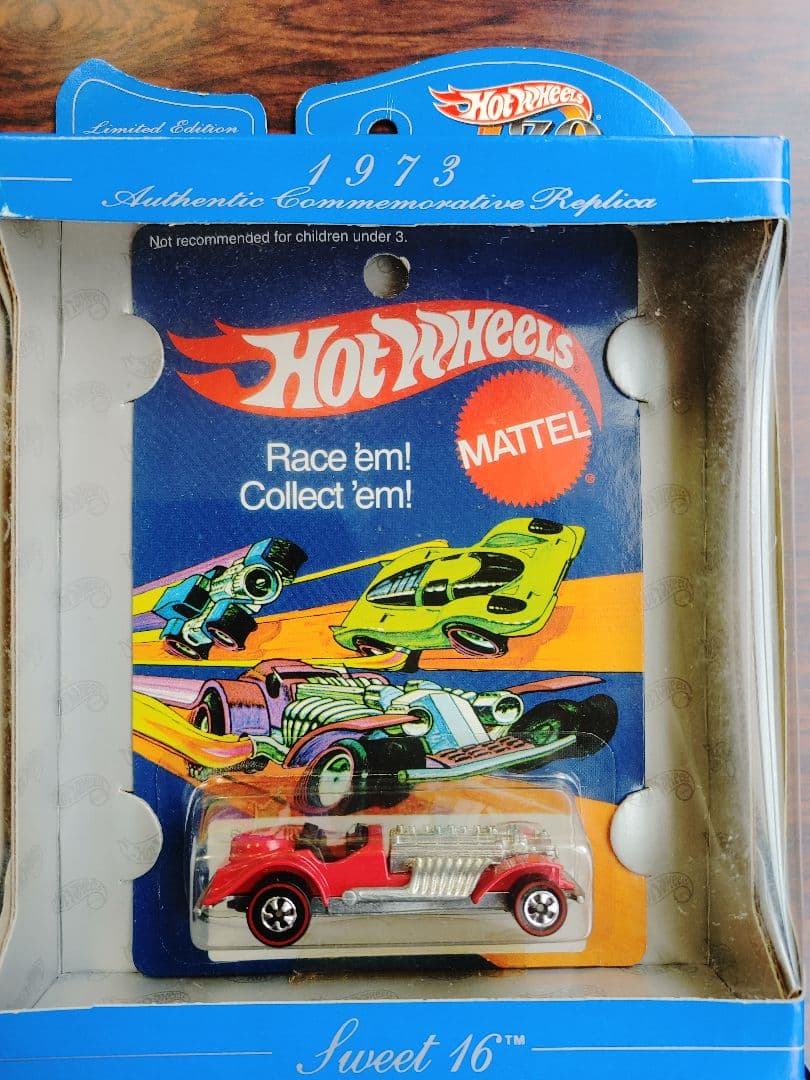 Limited Edition
HOT WHEELS
30
1973
Authentic Commemorative Replica
Not recommended for children under 3.
HOT WHEELS
MATTEL
Race 'em!
Collect 'em!
Sweet 16™